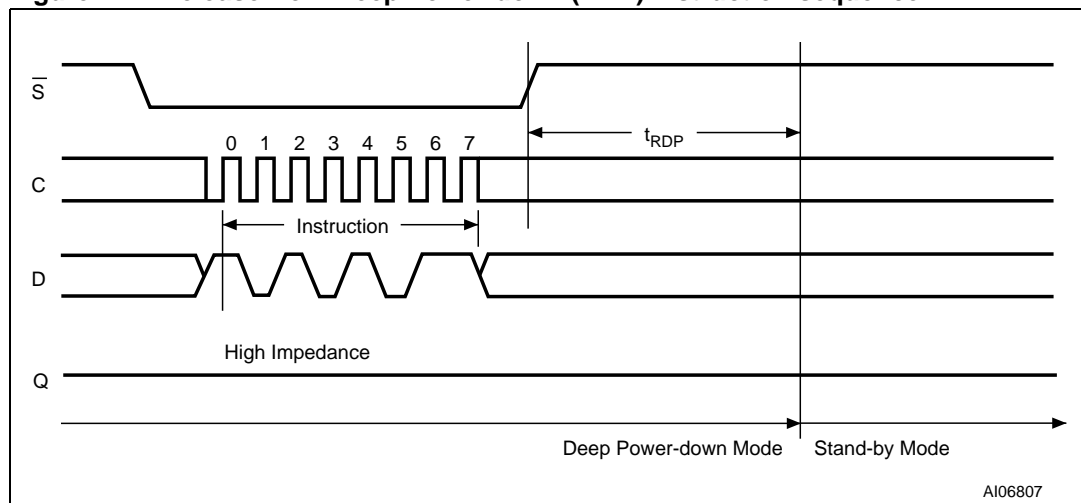 S
0 1 2 3 4 5 6 7
tRDP
C
Instruction
D
High Impedance
Q
Deep Power-down Mode Stand-by Mode
AI06807